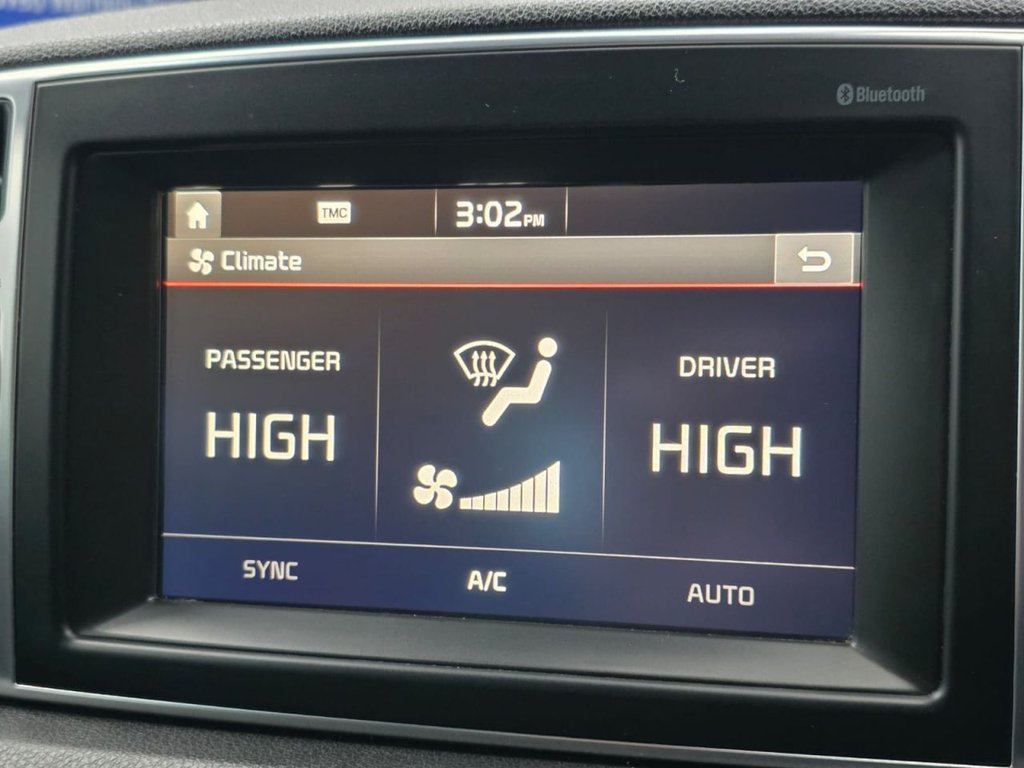 Bluetooth
TMC
3:02PM
Climate
PASSENGER
DRIVER
HIGH
HIGH
SYNC
A/C
AUTO